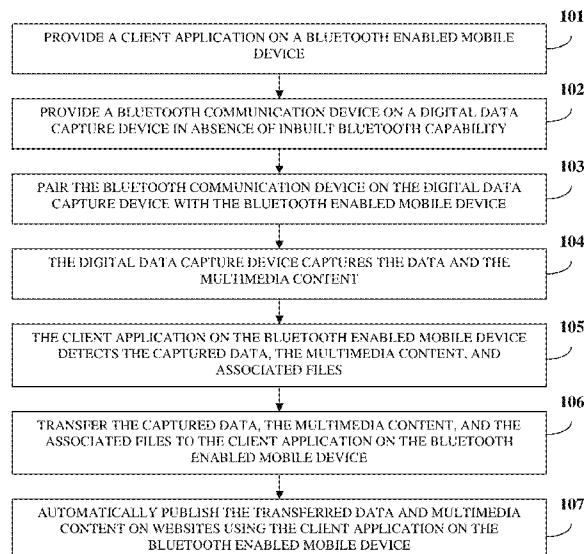 101
PROVIDE A CLIENT APPLICATION ON A BLUETOOTH ENABLED MOBILE
DEVICE
102
PROVIDE A BLUETOOTH COMMUNICATION DEVICE ON A DIGITAL DATA
CAPTURE DEVICE IN ABSENCE OF INBUILT BLUETOOTH CAPABILITY
103
PAIR THE BLUETOOTH COMMUNICATION DEVICE ON THE DIGITAL DATA
CAPTURE DEVICE WITH THE BLUETOOTH ENABLED MOBILE DEVICE
104
THE DIGITAL DATA CAPTURE DEVICE CAPTURES THE DATA AND THE
MULTIMEDIA CONTENT
105
THE CLIENT APPLICATION ON THE BLUETOOTH ENABLED MOBILE DEVICE
DETECTS THE CAPTURED DATA, THE MULTIMEDIA CONTENT, AND
ASSOCIATED FILES
106
TRANSFER THE CAPTURED DATA, THE MULTIMEDIA CONTENT, AND THE
ASSOCIATED FILES TO THE CLIENT APPLICATION ON THE BLUETOOTH
ENABLED MOBILE DEVICE
107
AUTOMATICALLY PUBLISH THE TRANSFERRED DATA AND MULTIMEDIA
CONTENT ON WEBSITES USING THE CLIENT APPLICATION ON THE
BLUETOOTH ENABLED MOBILE DEVICE